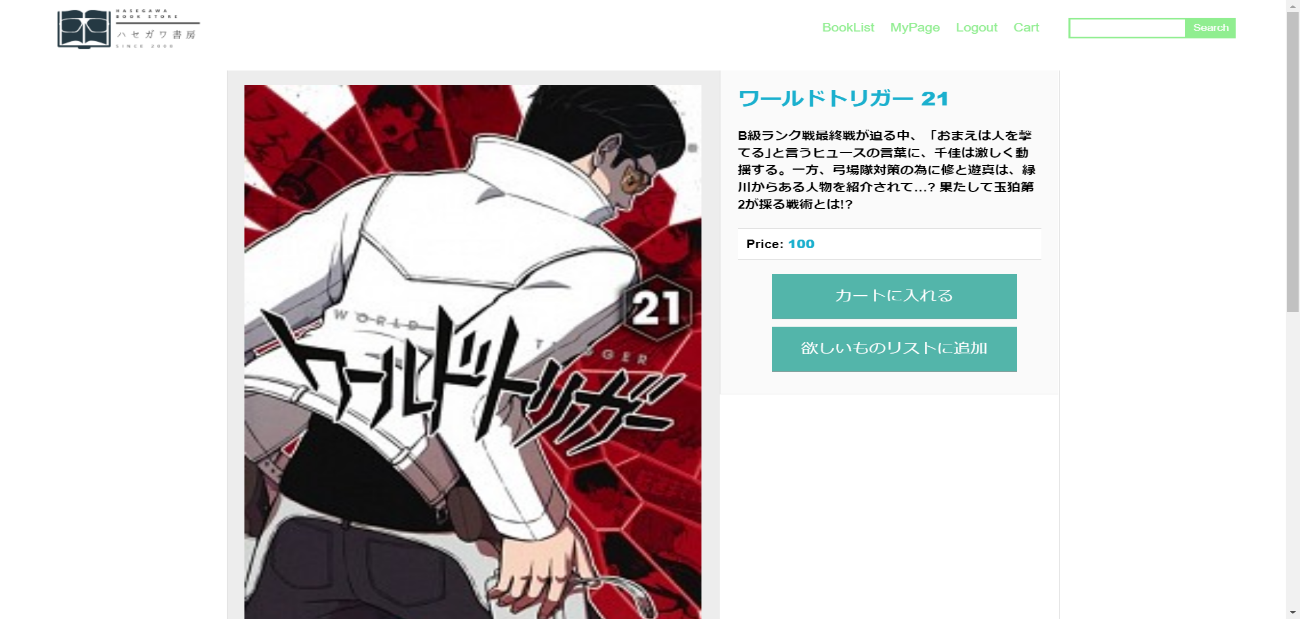 HASEGAWA
BOOK STORE
ハセガワ書房
BookList MyPage Logout Cart Search
ワールドトリガー 21
B級ランク戦最終戦が迫る中、「おまえは人を撃
てる」と言うヒュースの言葉に、千佳は激しく動
揺する。一方、弓場隊対策の為に修と遊真は、緑
川からある人物を紹介されて…? 果たして玉狛第
2が採る戦術とは!?
Price: 100
カートに入れる
欲しいものリストに追加
21
WORLD
TRIGGER
ワールドトリガー